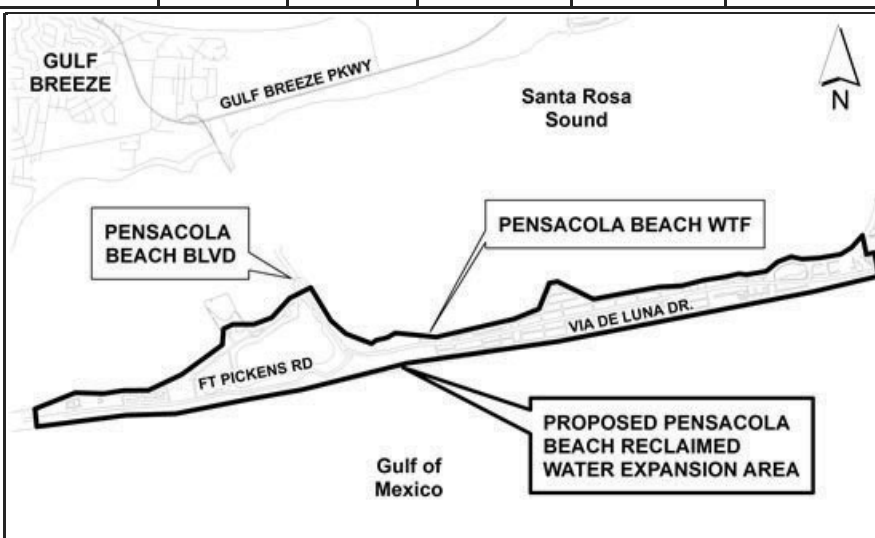 GULF
BREEZE
GULF BREEZE PKWY
Santa Rosa
Sound
N
PENSACOLA
BEACH BLVD
PENSACOLA BEACH WTF
VIA DE LUNA DR.
FT PICKENS RD
PROPOSED PENSACOLA
BEACH RECLAIMED
WATER EXPANSION AREA
Gulf of
Mexico